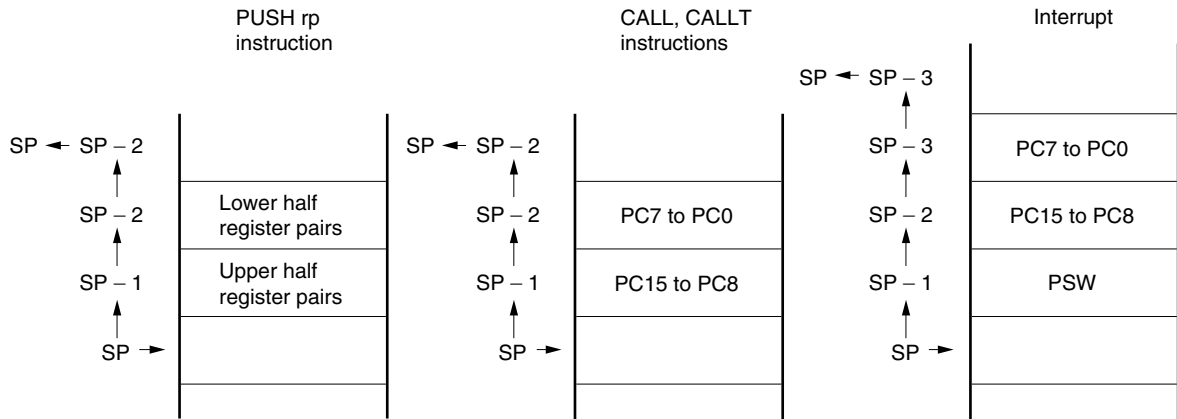 PUSH rp
instruction
SP ← SP – 2
SP – 2
SP – 1
SP →
Lower half
register pairs
Upper half
register pairs
CALL, CALLT
instructions
SP ← SP – 2
SP – 2
SP – 1
SP →
PC7 to PC0
PC15 to PC8
Interrupt
SP ← SP – 3
SP – 3
SP – 2
SP – 1
SP →
PC7 to PC0
PC15 to PC8
PSW